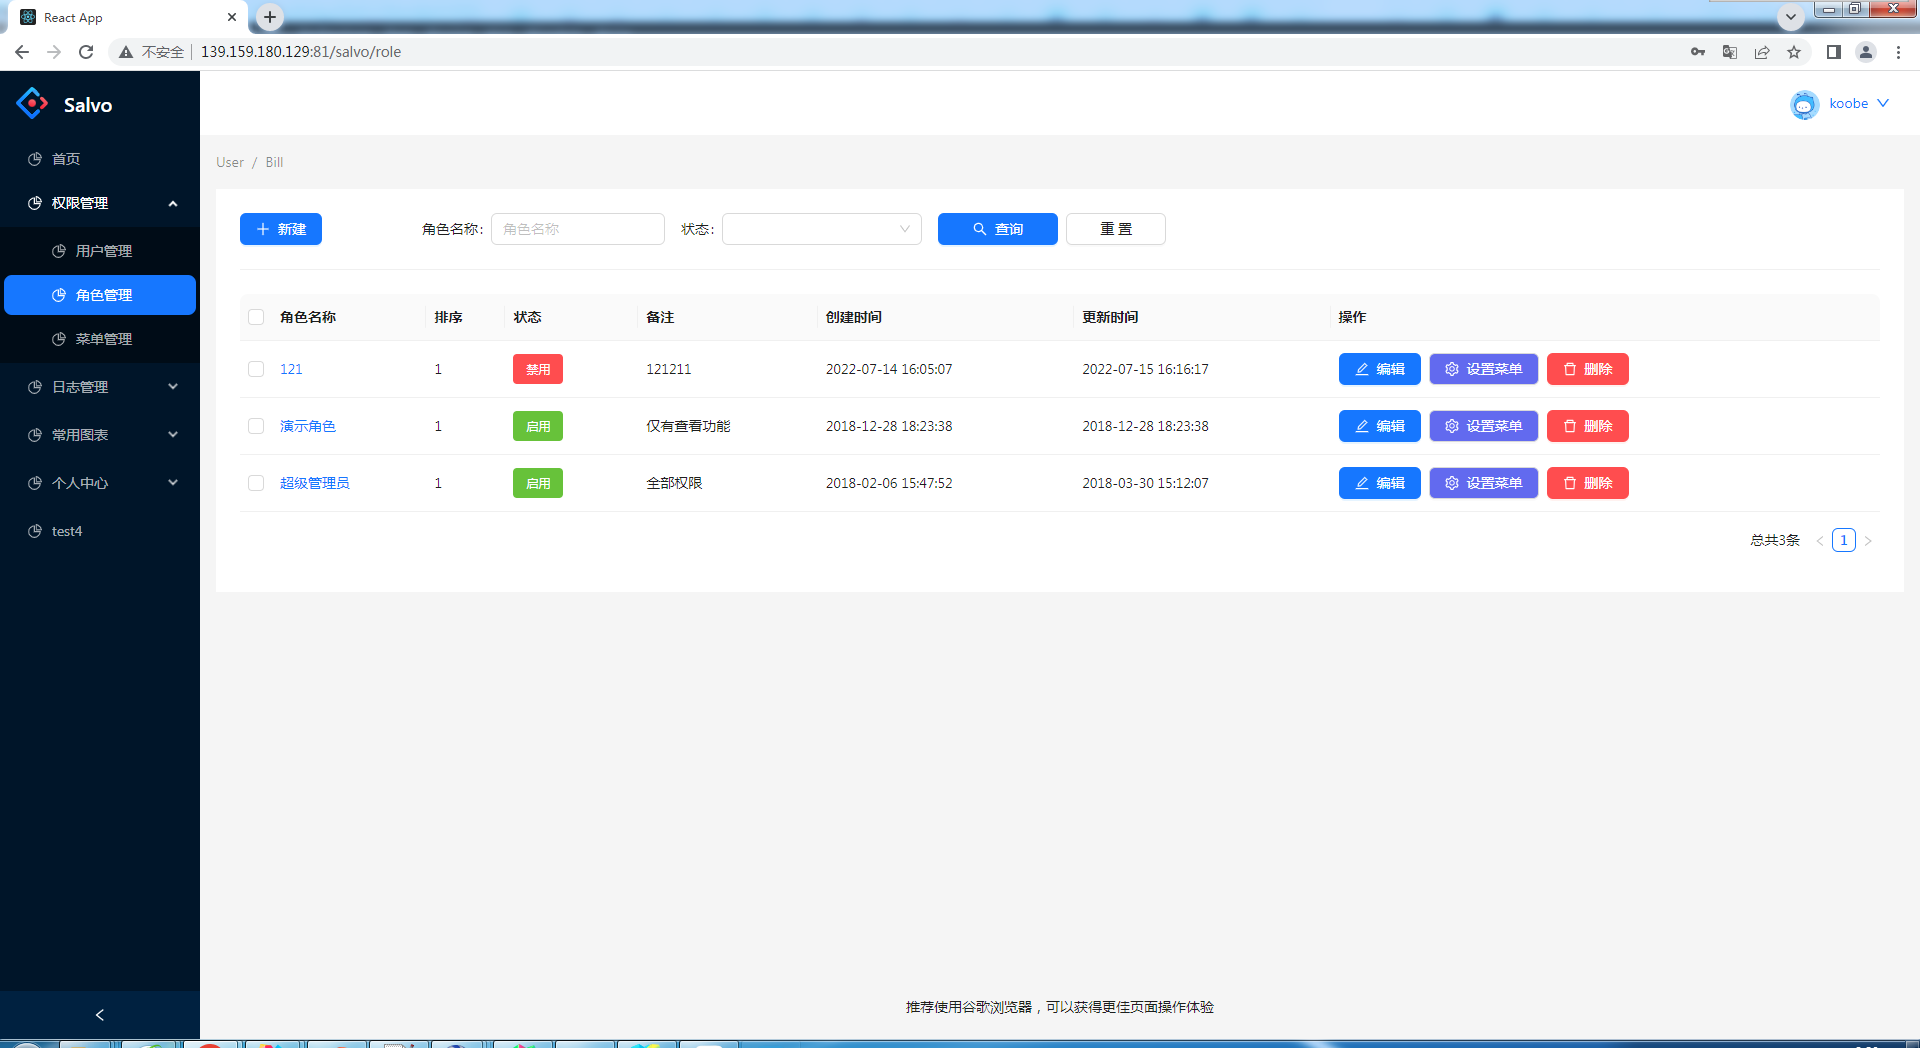 React App
不安全 139.159.180.129:81/salvo/role
Salvo
koobe
首页
权限管理
用户管理
角色管理
菜单管理
日志管理
常用图表
个人中心
test4
User / Bill
新建 角色名称: 角色名称 状态: 查询 重 置
角色名称 排序 状态 备注 创建时间 更新时间 操作
121 1 禁用 121211 2022-07-14 16:05:07 2022-07-15 16:16:17 编辑 设置菜单 删除
演示角色 1 启用 仅有查看功能 2018-12-28 18:23:38 2018-12-28 18:23:38 编辑 设置菜单 删除
超级管理员 1 启用 全部权限 2018-02-06 15:47:52 2018-03-30 15:12:07 编辑 设置菜单 删除
总共3条 1
推荐使用谷歌浏览器，可以获得更佳页面操作体验